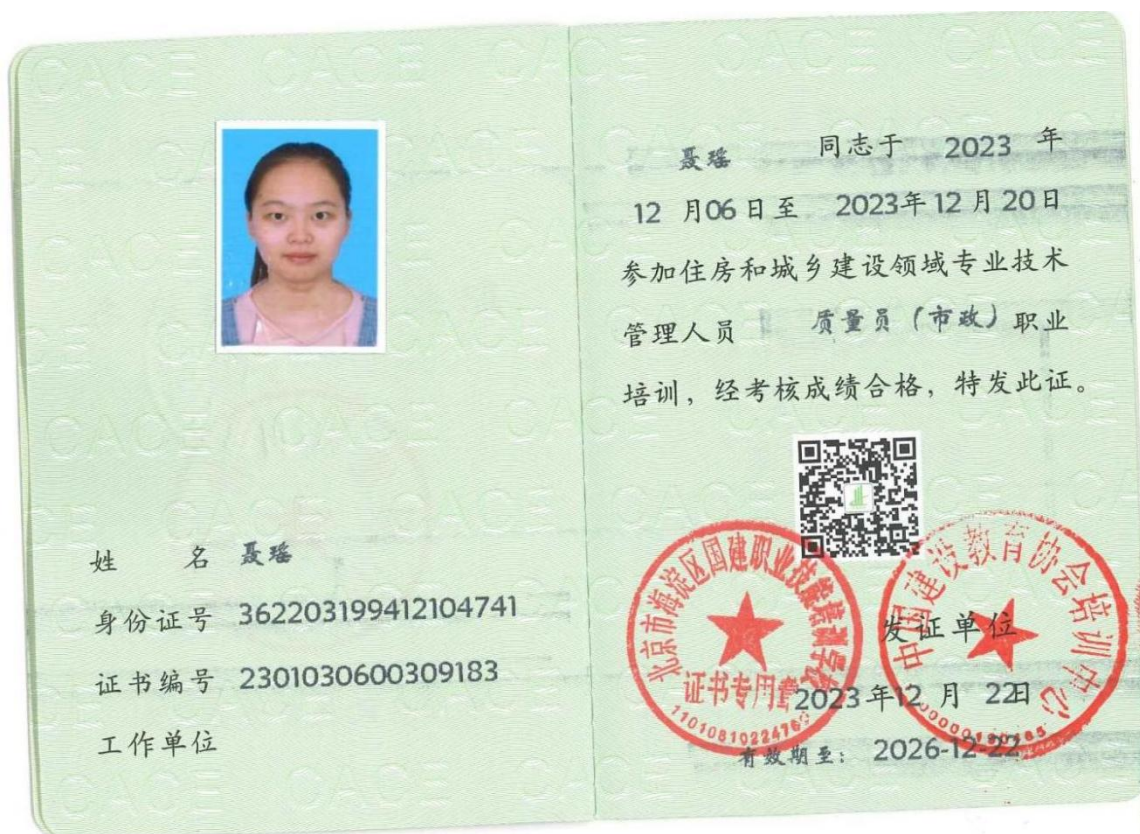 姓 名 聂瑶
身份证号 362203199412104741
证书编号 2301030600309183
工作单位
聂瑶 同志于 2023 年
12 月06 日至 2023年12 月 20日
参加住房和城乡建设领域专业技术
管理人员 质量员（市政）职业
培训，经考核成绩合格，特发此证。
北京市海淀区国建职业技能培训学校
证书专用章
中国建设教育协会培训中心
发证单位
2023 年12 月 22日
有效期至： 2026-12-22
CACE